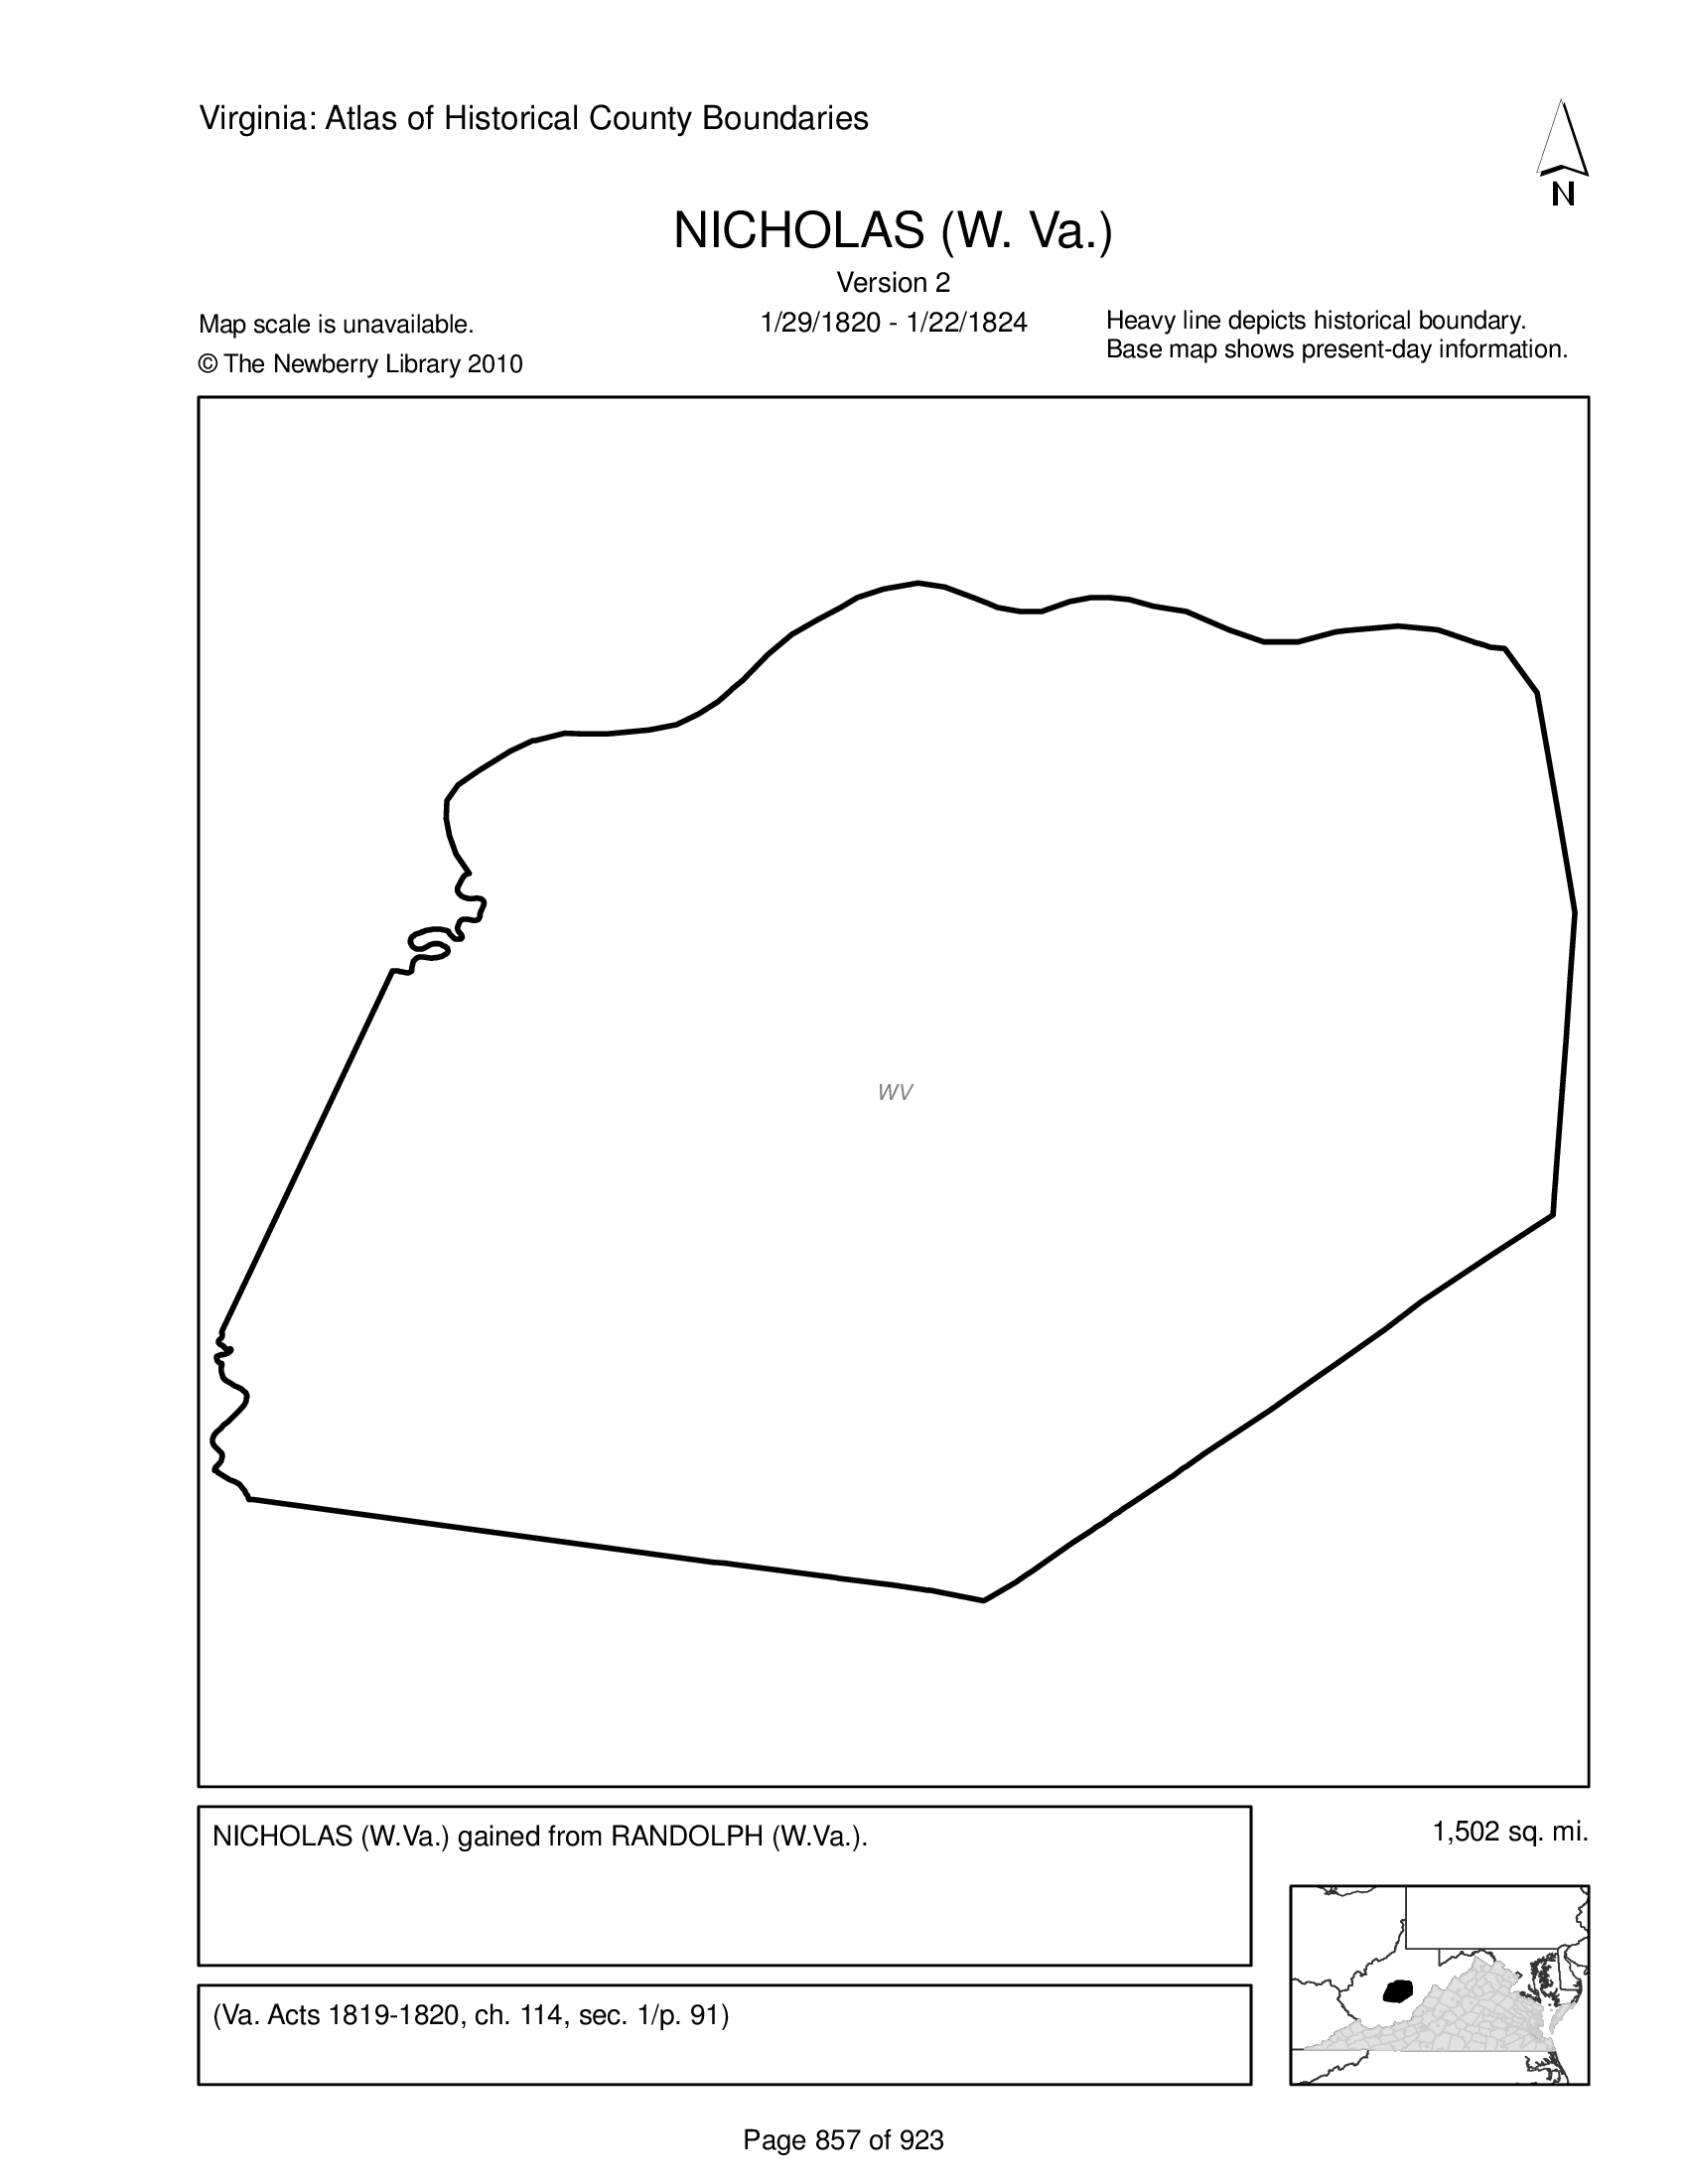 Virginia: Atlas of Historical County Boundaries
N
NICHOLAS (W. Va.)
Version 2
Map scale is unavailable.
1/29/1820 - 1/22/1824
Heavy line depicts historical boundary.
Base map shows present-day information.
© The Newberry Library 2010
WV
NICHOLAS (W.Va.) gained from RANDOLPH (W.Va.).
1,502 sq. mi.
(Va. Acts 1819-1820, ch. 114, sec. 1/p. 91)
Page 857 of 923